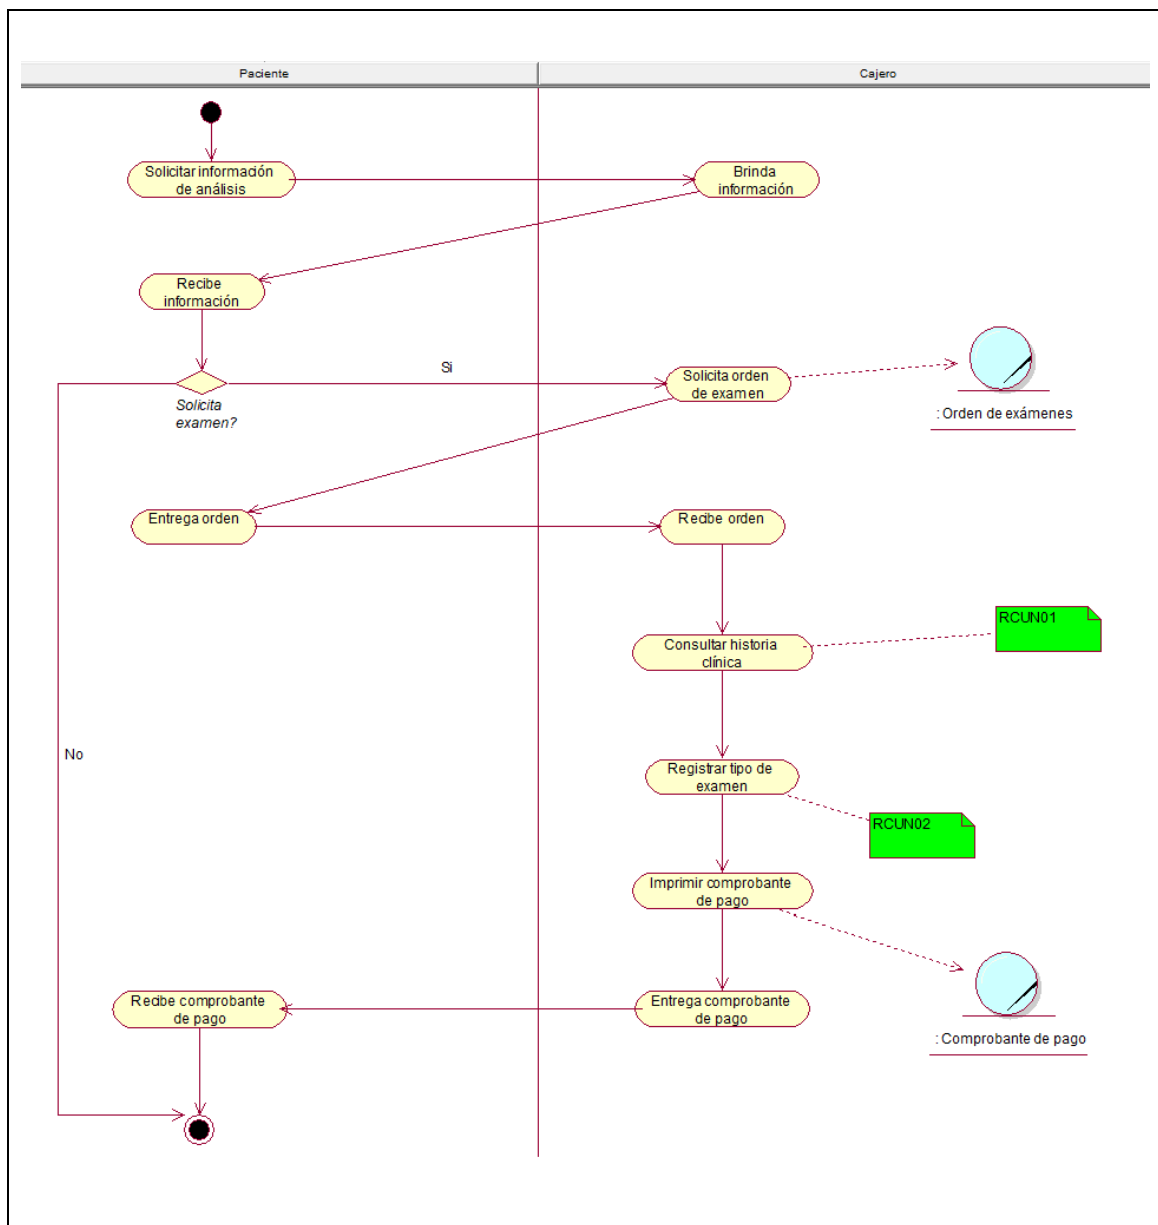 Paciente
Cajero
Solicitar información
de análisis
Brinda
información
Recibe
información
Si
Solicita
examen?
Solicita orden
de examen
: Orden de exámenes
Entrega orden
Recibe orden
RCUN01
Consultar historia
clínica
No
Registrar tipo de
examen
RCUN02
Imprimir comprobante
de pago
Recibe comprobante
de pago
Entrega comprobante
de pago
: Comprobante de pago